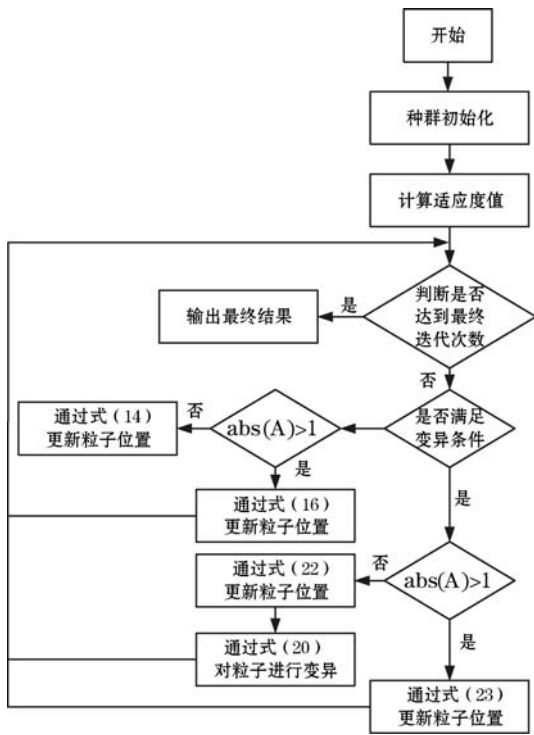 开始
种群初始化
计算适应度值
判断是否
达到最终
迭代次数
是
输出最终结果
否
是否满足
变异条件
abs(A)>1
否
通过式(14)
更新粒子位置
是
通过式(16)
更新粒子位置
是
abs(A)>1
否
通过式(22)
更新粒子位置
通过式(20)
对粒子进行变异
是
通过式(23)
更新粒子位置